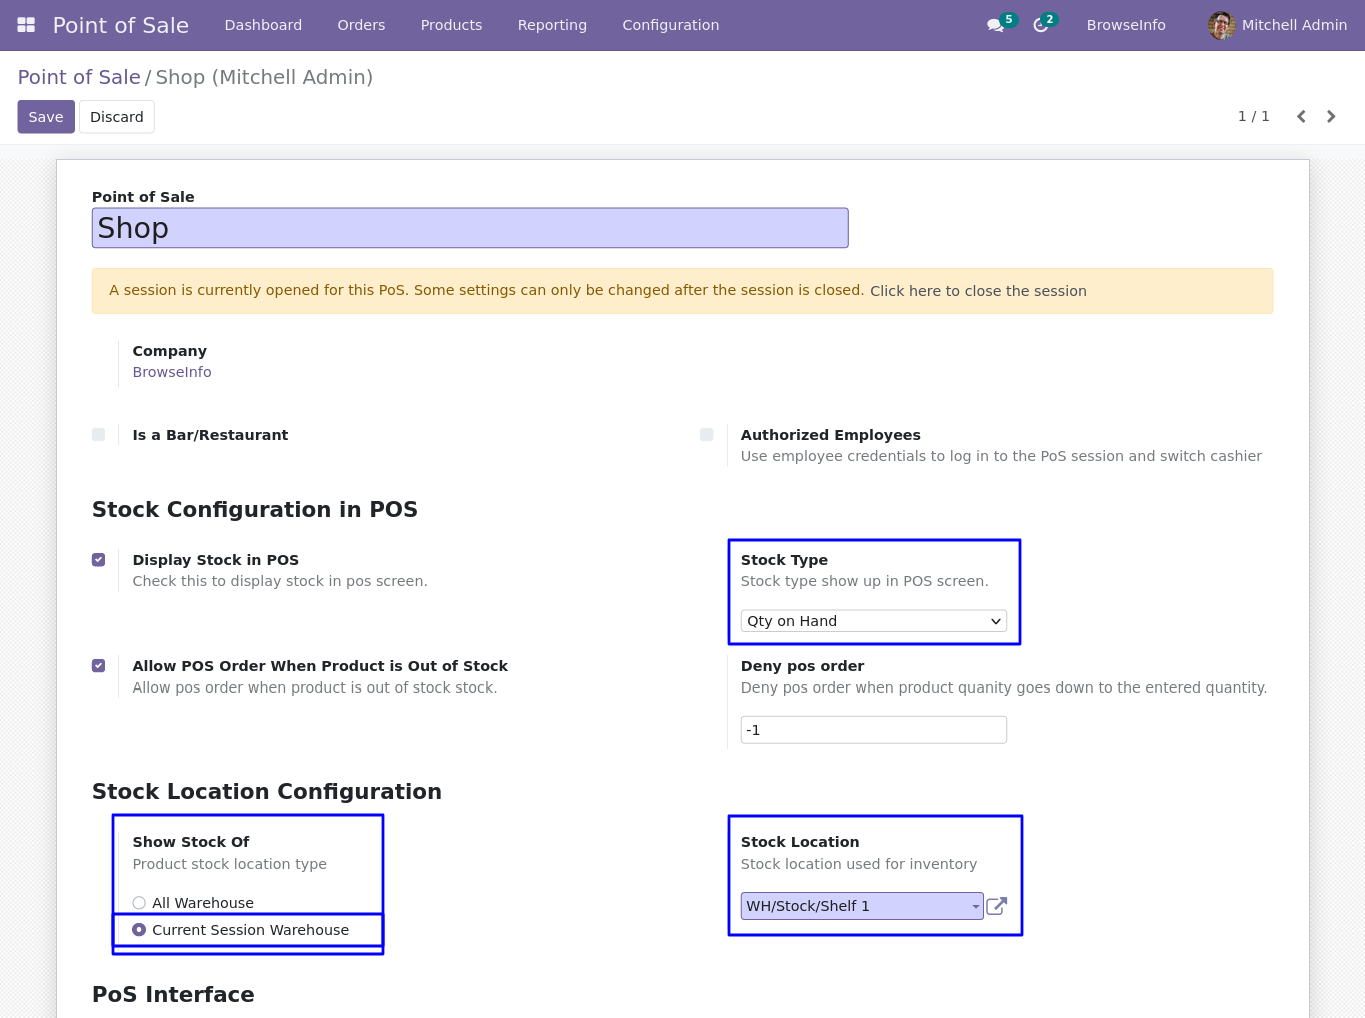 Point of Sale Dashboard Orders Products Reporting Configuration 5 2 BrowseInfo Mitchell Admin
Point of Sale / Shop (Mitchell Admin)
Save Discard 1 / 1
Point of Sale
Shop
A session is currently opened for this PoS. Some settings can only be changed after the session is closed. Click here to close the session
Company
BrowseInfo
Is a Bar/Restaurant
Authorized Employees
Use employee credentials to log in to the PoS session and switch cashier
Stock Configuration in POS
Display Stock in POS
Check this to display stock in pos screen.
Stock Type
Stock type show up in POS screen.
Qty on Hand
Allow POS Order When Product is Out of Stock
Allow pos order when product is out of stock stock.
Deny pos order
Deny pos order when product quanity goes down to the entered quantity.
-1
Stock Location Configuration
Show Stock Of
Product stock location type
All Warehouse
Current Session Warehouse
Stock Location
Stock location used for inventory
WH/Stock/Shelf 1
PoS Interface